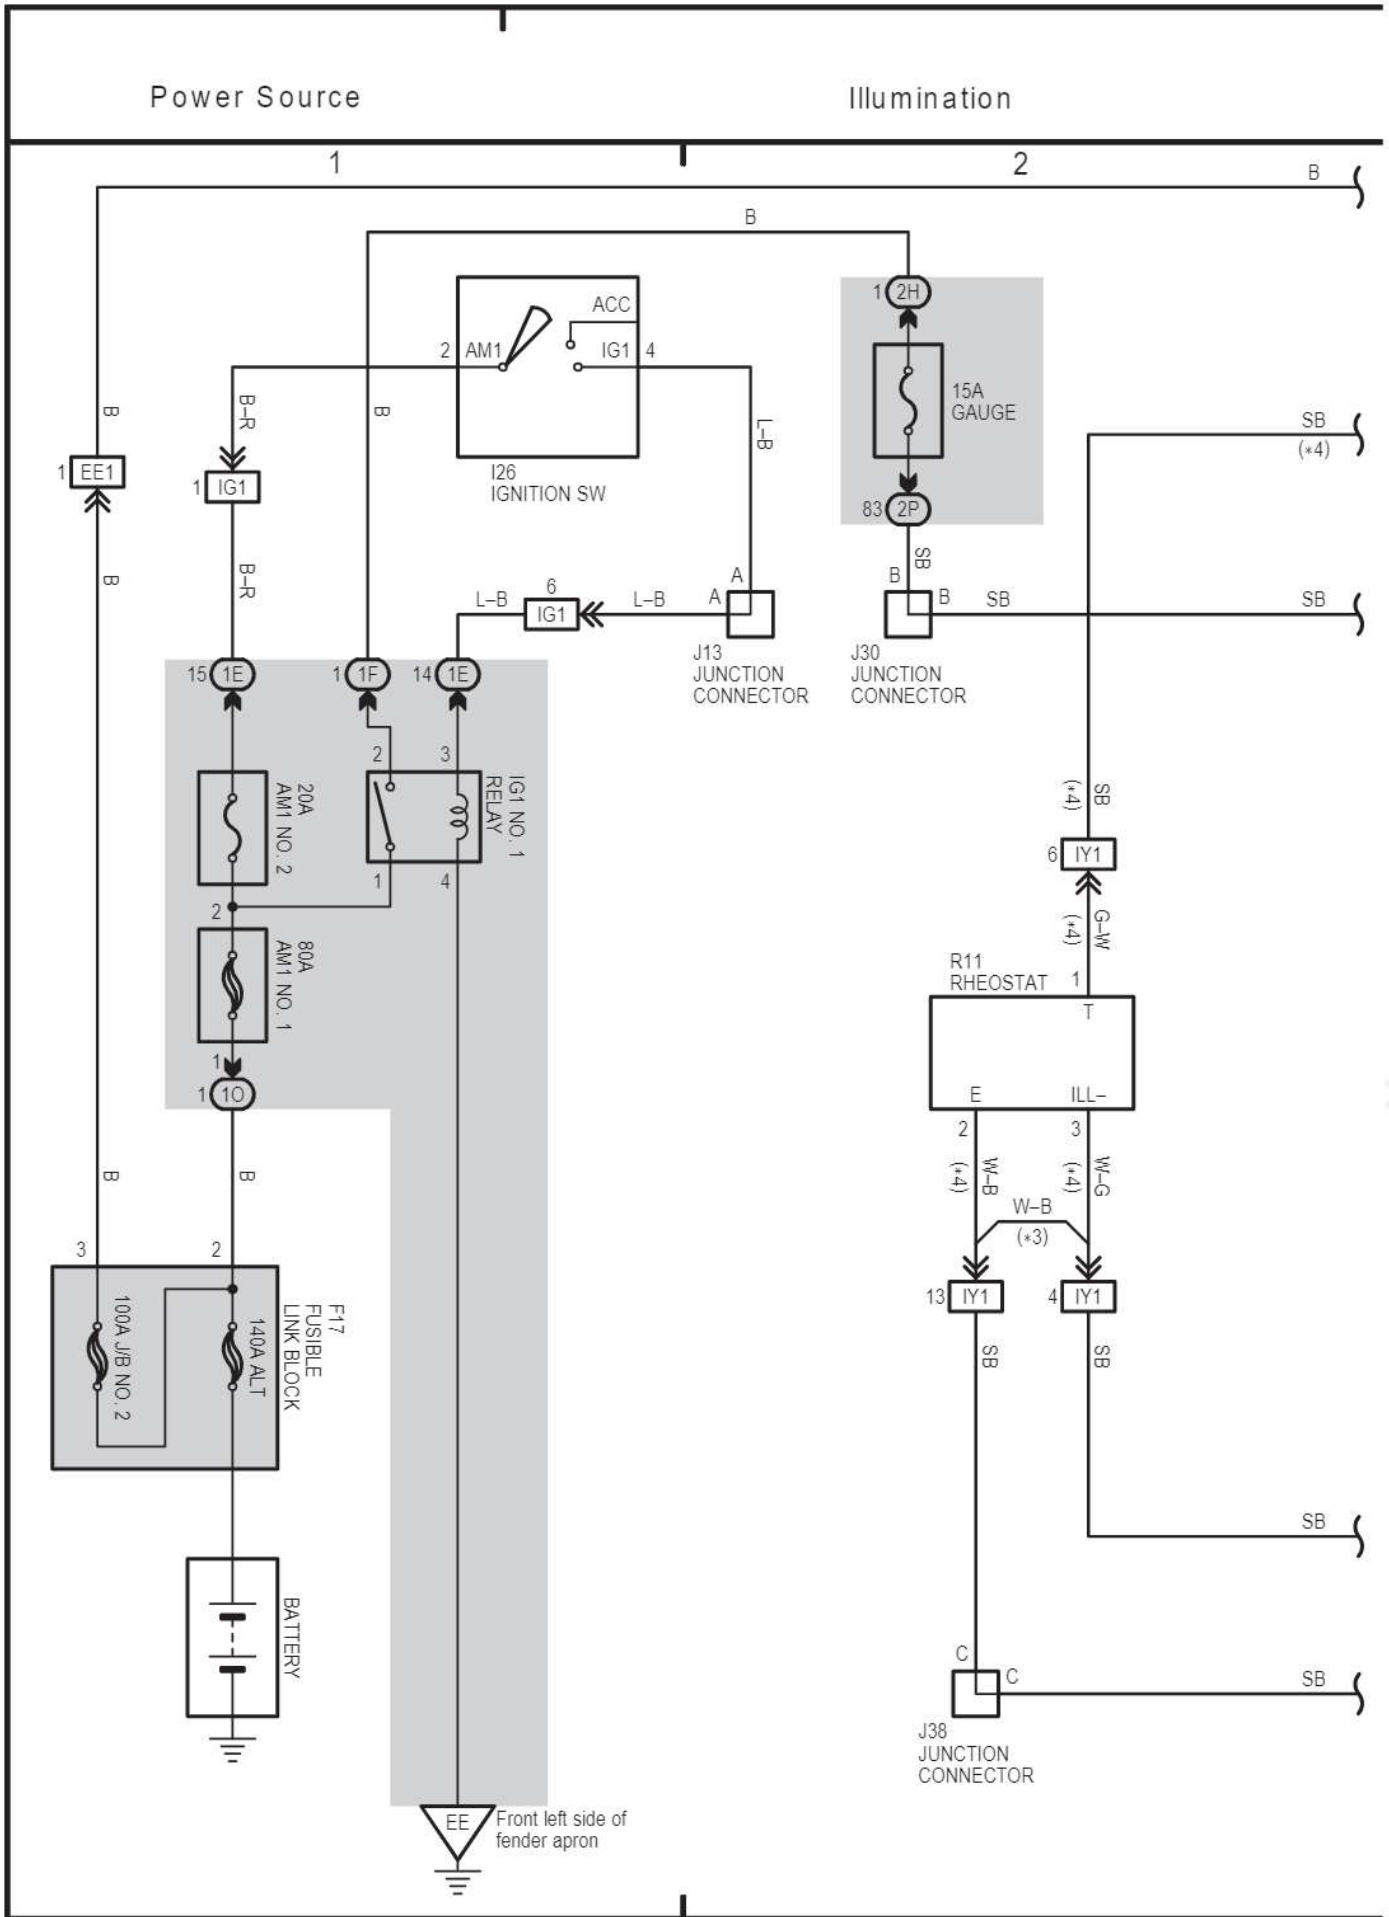 Power Source
Illumination
1
2
B
B
1 2H
15A
GAUGE
83 2P
SB
B
B
SB
SB
J30
JUNCTION
CONNECTOR
ACC
2 AM1
IG1 4
I26
IGNITION SW
L–B
A
A
J13
JUNCTION
CONNECTOR
B–R
1 IG1
B–R
B
B
1 EE1
B
L–B
6
IG1
L–B
SB
(*4)
15 1E
1 1F
14 1E
2
3
20A
AM1 NO. 2
IG1 NO. 1
RELAY
1
4
2
80A
AM1 NO. 1
1
1 1O
B
B
3
2
100A J/B NO. 2
140A ALT
F17
FUSIBLE
LINK BLOCK
BATTERY
EE
Front left side of
fender apron
SB
(*4)
6 IY1
G–W
(*4)
R11
RHEOSTAT
1
T
E
ILL–
2
3
W–B
(*4)
W–G
(*4)
W–B
(*3)
13 IY1
4 IY1
SB
SB
SB
C
C
SB
J38
JUNCTION
CONNECTOR